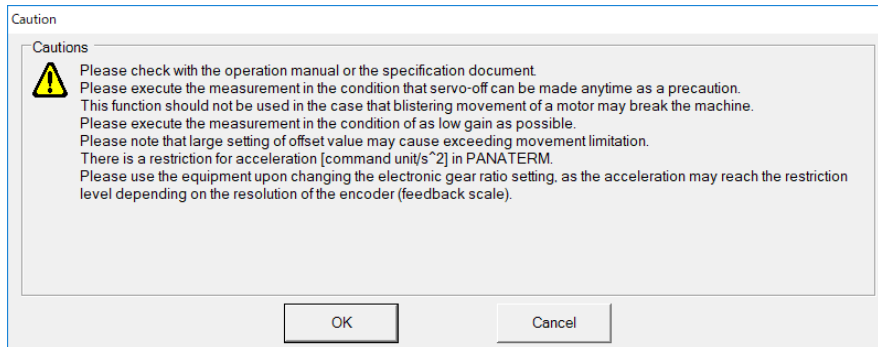 Caution
Cautions
Please check with the operation manual or the specification document.
Please execute the measurement in the condition that servo-off can be made anytime as a precaution.
This function should not be used in the case that blistering movement of a motor may break the machine.
Please execute the measurement in the condition of as low gain as possible.
Please note that large setting of offset value may cause exceeding movement limitation.
There is a restriction for acceleration [command unit/s^2] in PANATERM.
Please use the equipment upon changing the electronic gear ratio setting, as the acceleration may reach the restriction
level depending on the resolution of the encoder (feedback scale).
OK
Cancel